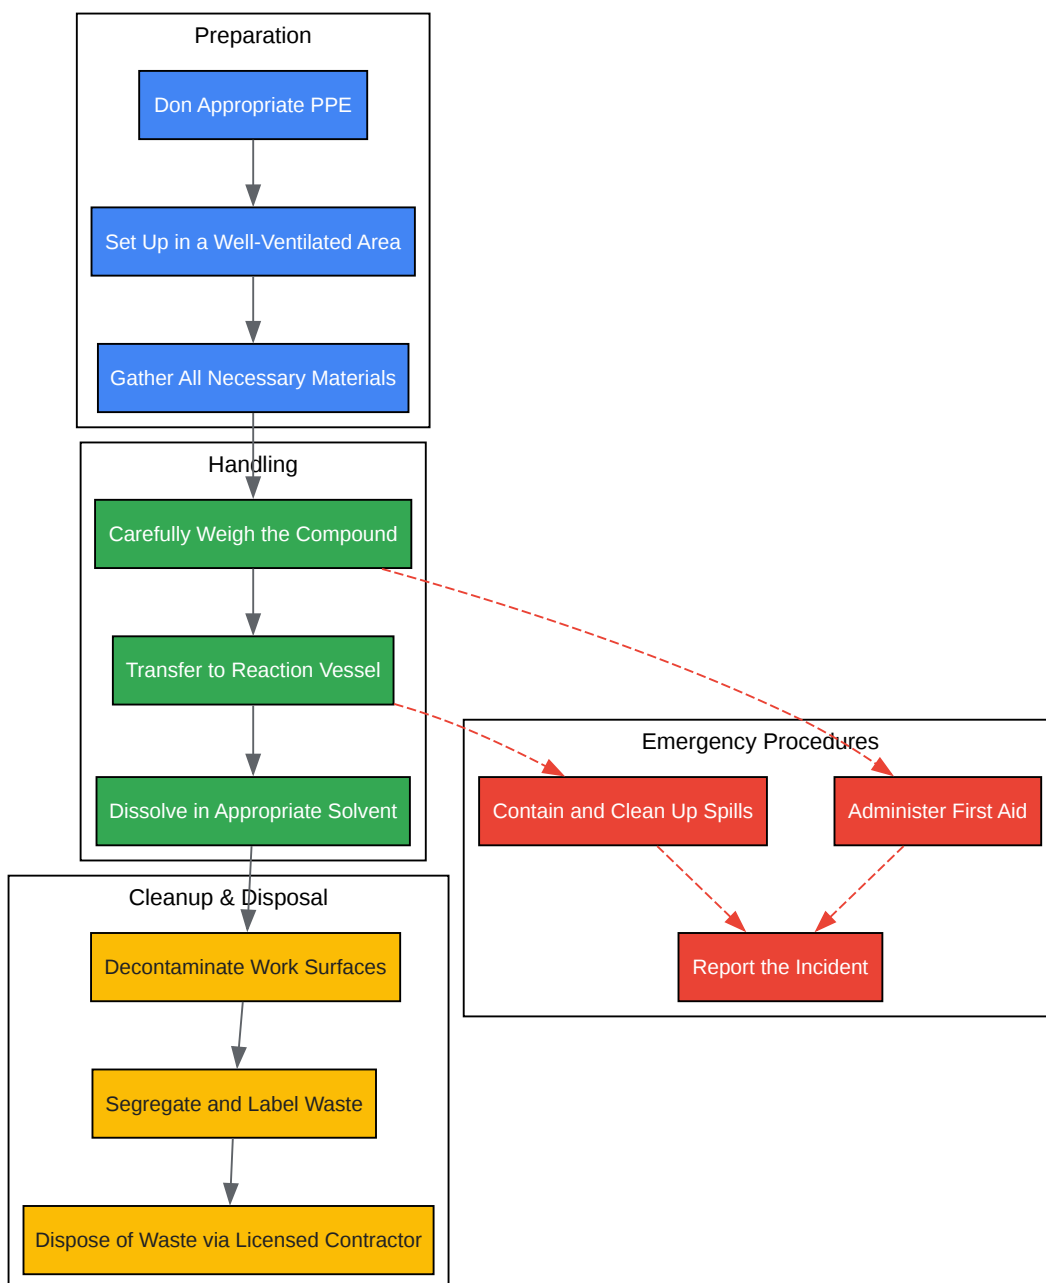 Preparation
Don Appropriate PPE
Set Up in a Well-Ventilated Area
Gather All Necessary Materials
Handling
Carefully Weigh the Compound
Transfer to Reaction Vessel
Dissolve in Appropriate Solvent
Emergency Procedures
Contain and Clean Up Spills
Administer First Aid
Report the Incident
Cleanup & Disposal
Decontaminate Work Surfaces
Segregate and Label Waste
Dispose of Waste via Licensed Contractor